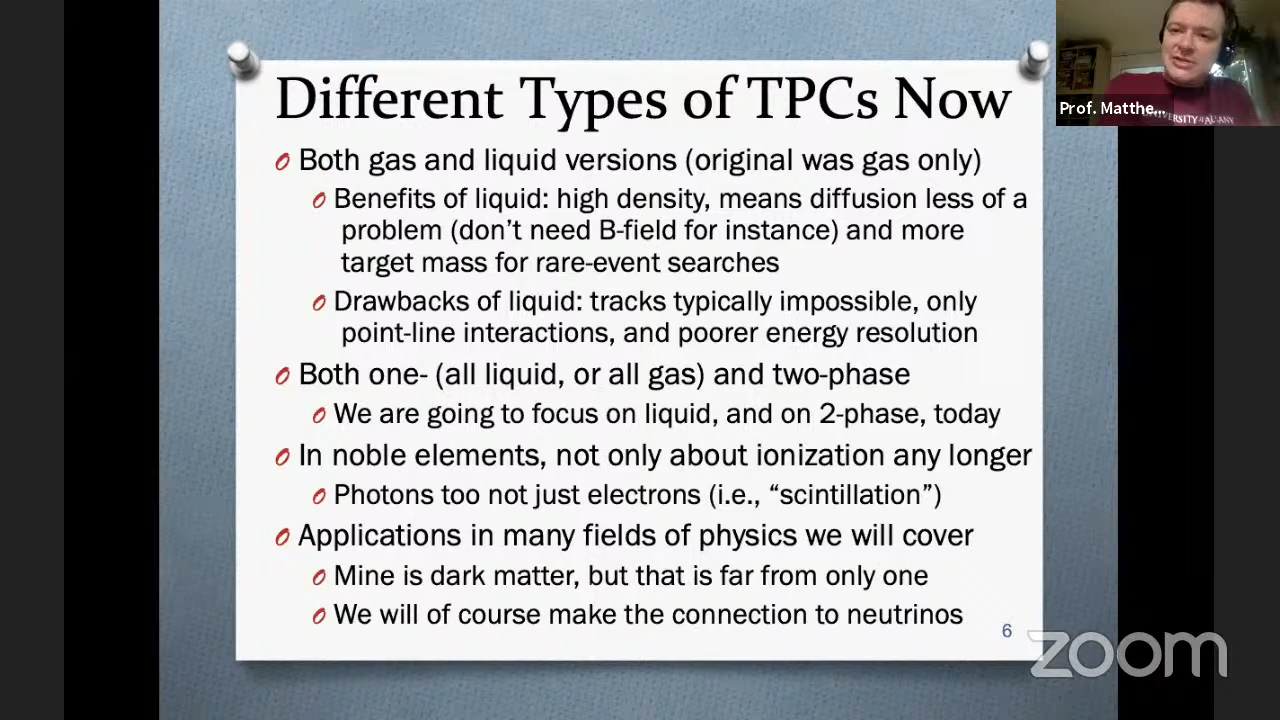 Different Types of TPCs Now
Both gas and liquid versions (original was gas only)
Benefits of liquid: high density, means diffusion less of a
problem (don't need B-field for instance) and more
target mass for rare-event searches
Drawbacks of liquid: tracks typically impossible, only
point-line interactions, and poorer energy resolution
Both one- (all liquid, or all gas) and two-phase
We are going to focus on liquid, and on 2-phase, today
In noble elements, not only about ionization any longer
Photons too not just electrons (i.e., “scintillation”)
Applications in many fields of physics we will cover
Mine is dark matter, but that is far from only one
We will of course make the connection to neutrinos
6
Prof. Matthe...
UNIVERSITY AT ALBANY
zoom